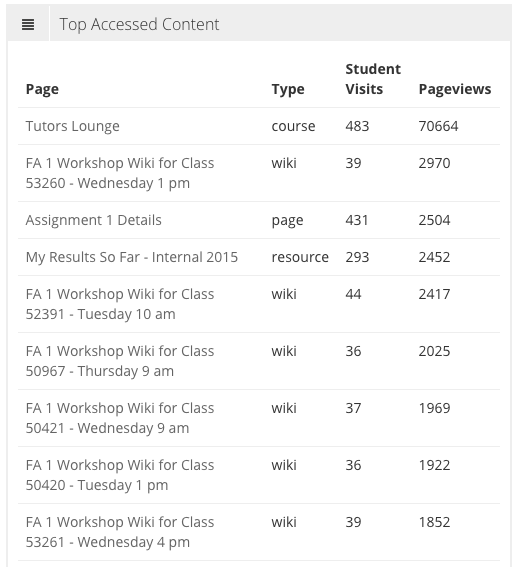 Top Accessed Content
Page Type Student Visits Pageviews
Tutors Lounge course 483 70664
FA 1 Workshop Wiki for Class wiki 39 2970
53260 - Wednesday 1 pm
Assignment 1 Details page 431 2504
My Results So Far - Internal 2015 resource 293 2452
FA 1 Workshop Wiki for Class wiki 44 2417
52391 - Tuesday 10 am
FA 1 Workshop Wiki for Class wiki 36 2025
50967 - Thursday 9 am
FA 1 Workshop Wiki for Class wiki 37 1969
50421 - Wednesday 9 am
FA 1 Workshop Wiki for Class wiki 36 1922
50420 - Tuesday 1 pm
FA 1 Workshop Wiki for Class wiki 39 1852
53261 - Wednesday 4 pm